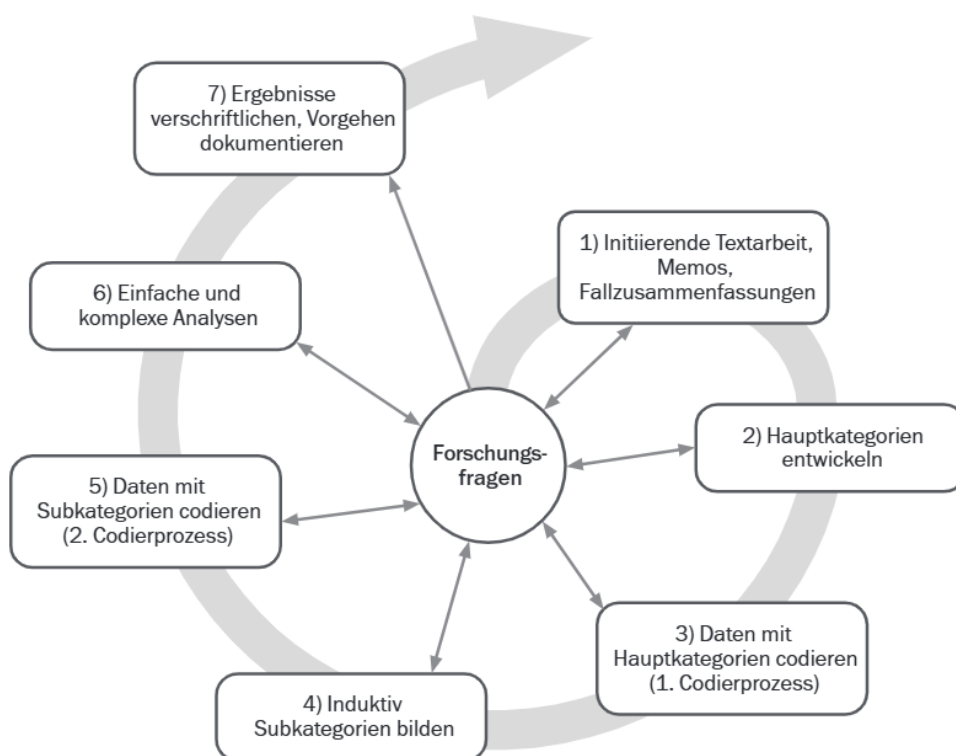 7) Ergebnisse
verschriftlichen, Vorgehen
dokumentieren
1) Initiierende Textarbeit,
Memos,
Fallzusammenfassungen
6) Einfache und
komplexe Analysen
2) Hauptkategorien
entwickeln
Forschungs-
fragen
5) Daten mit
Subkategorien codieren
(2. Codierprozess)
3) Daten mit
Hauptkategorien codieren
(1. Codierprozess)
4) Induktiv
Subkategorien bilden